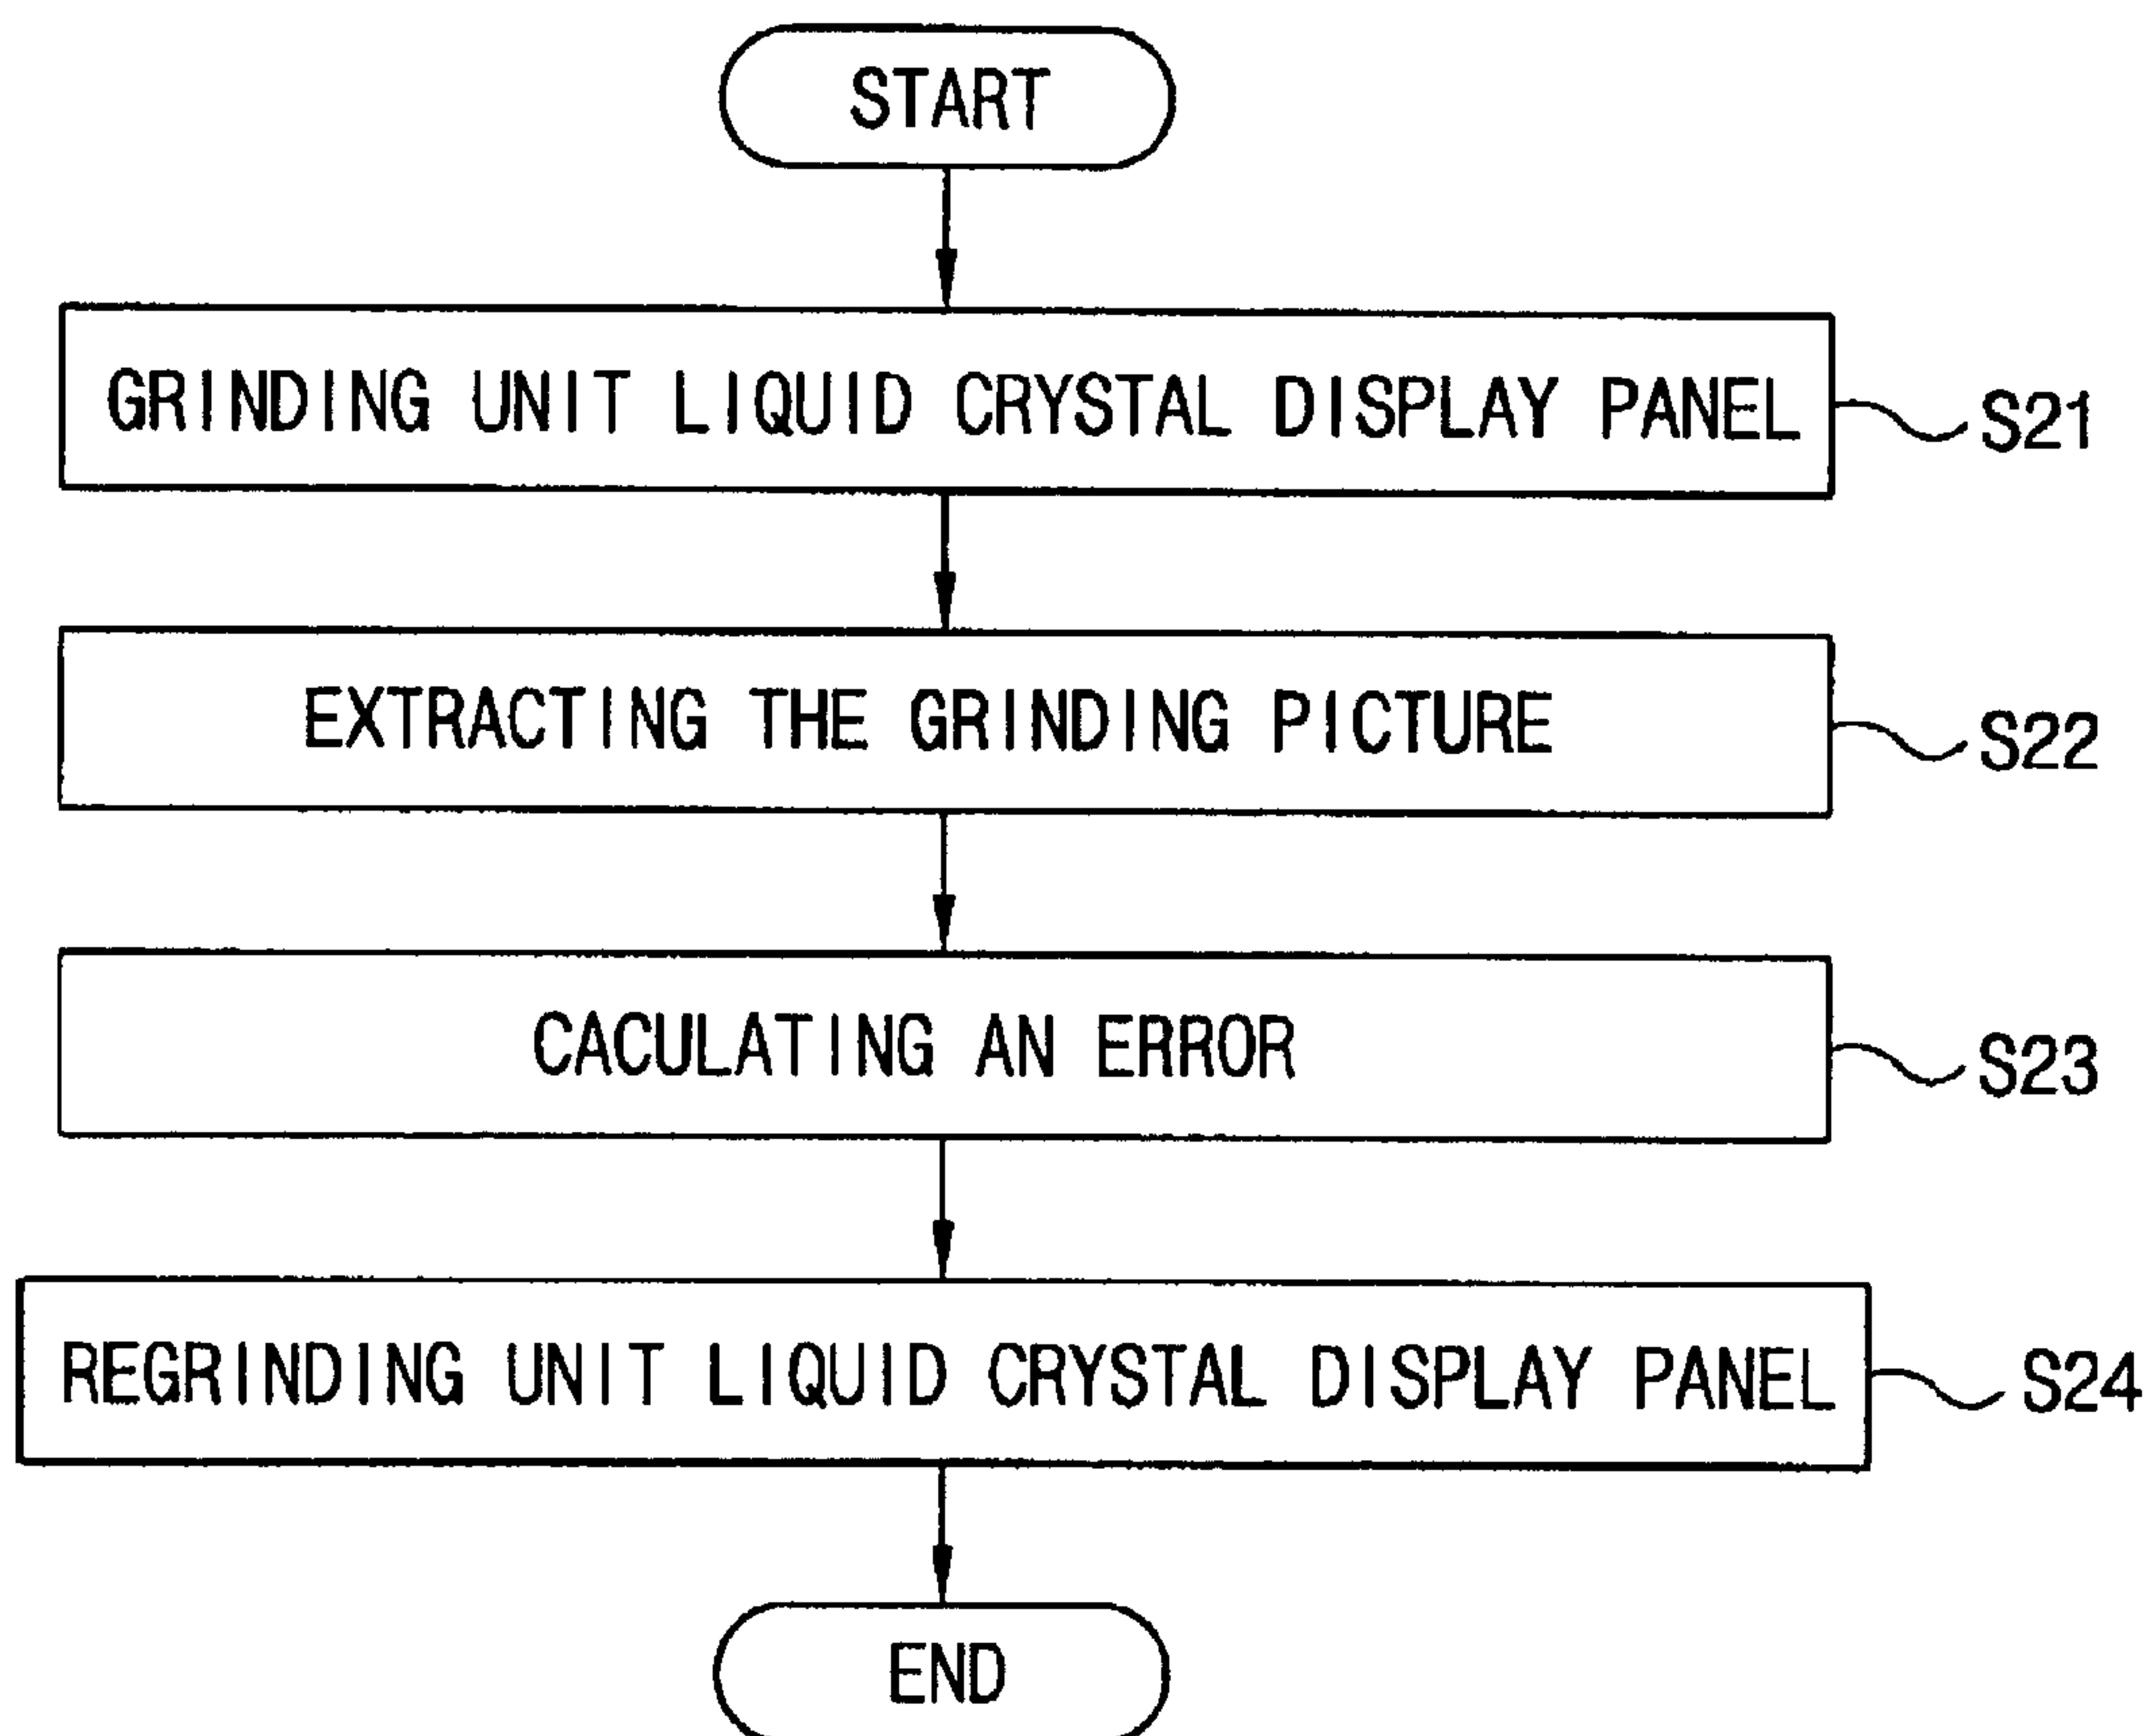 START
GRINDING UNIT LIQUID CRYSTAL DISPLAY PANEL S21
EXTRACTING THE GRINDING PICTURE S22
CACULATING AN ERROR S23
REGRINDING UNIT LIQUID CRYSTAL DISPLAY PANEL S24
END